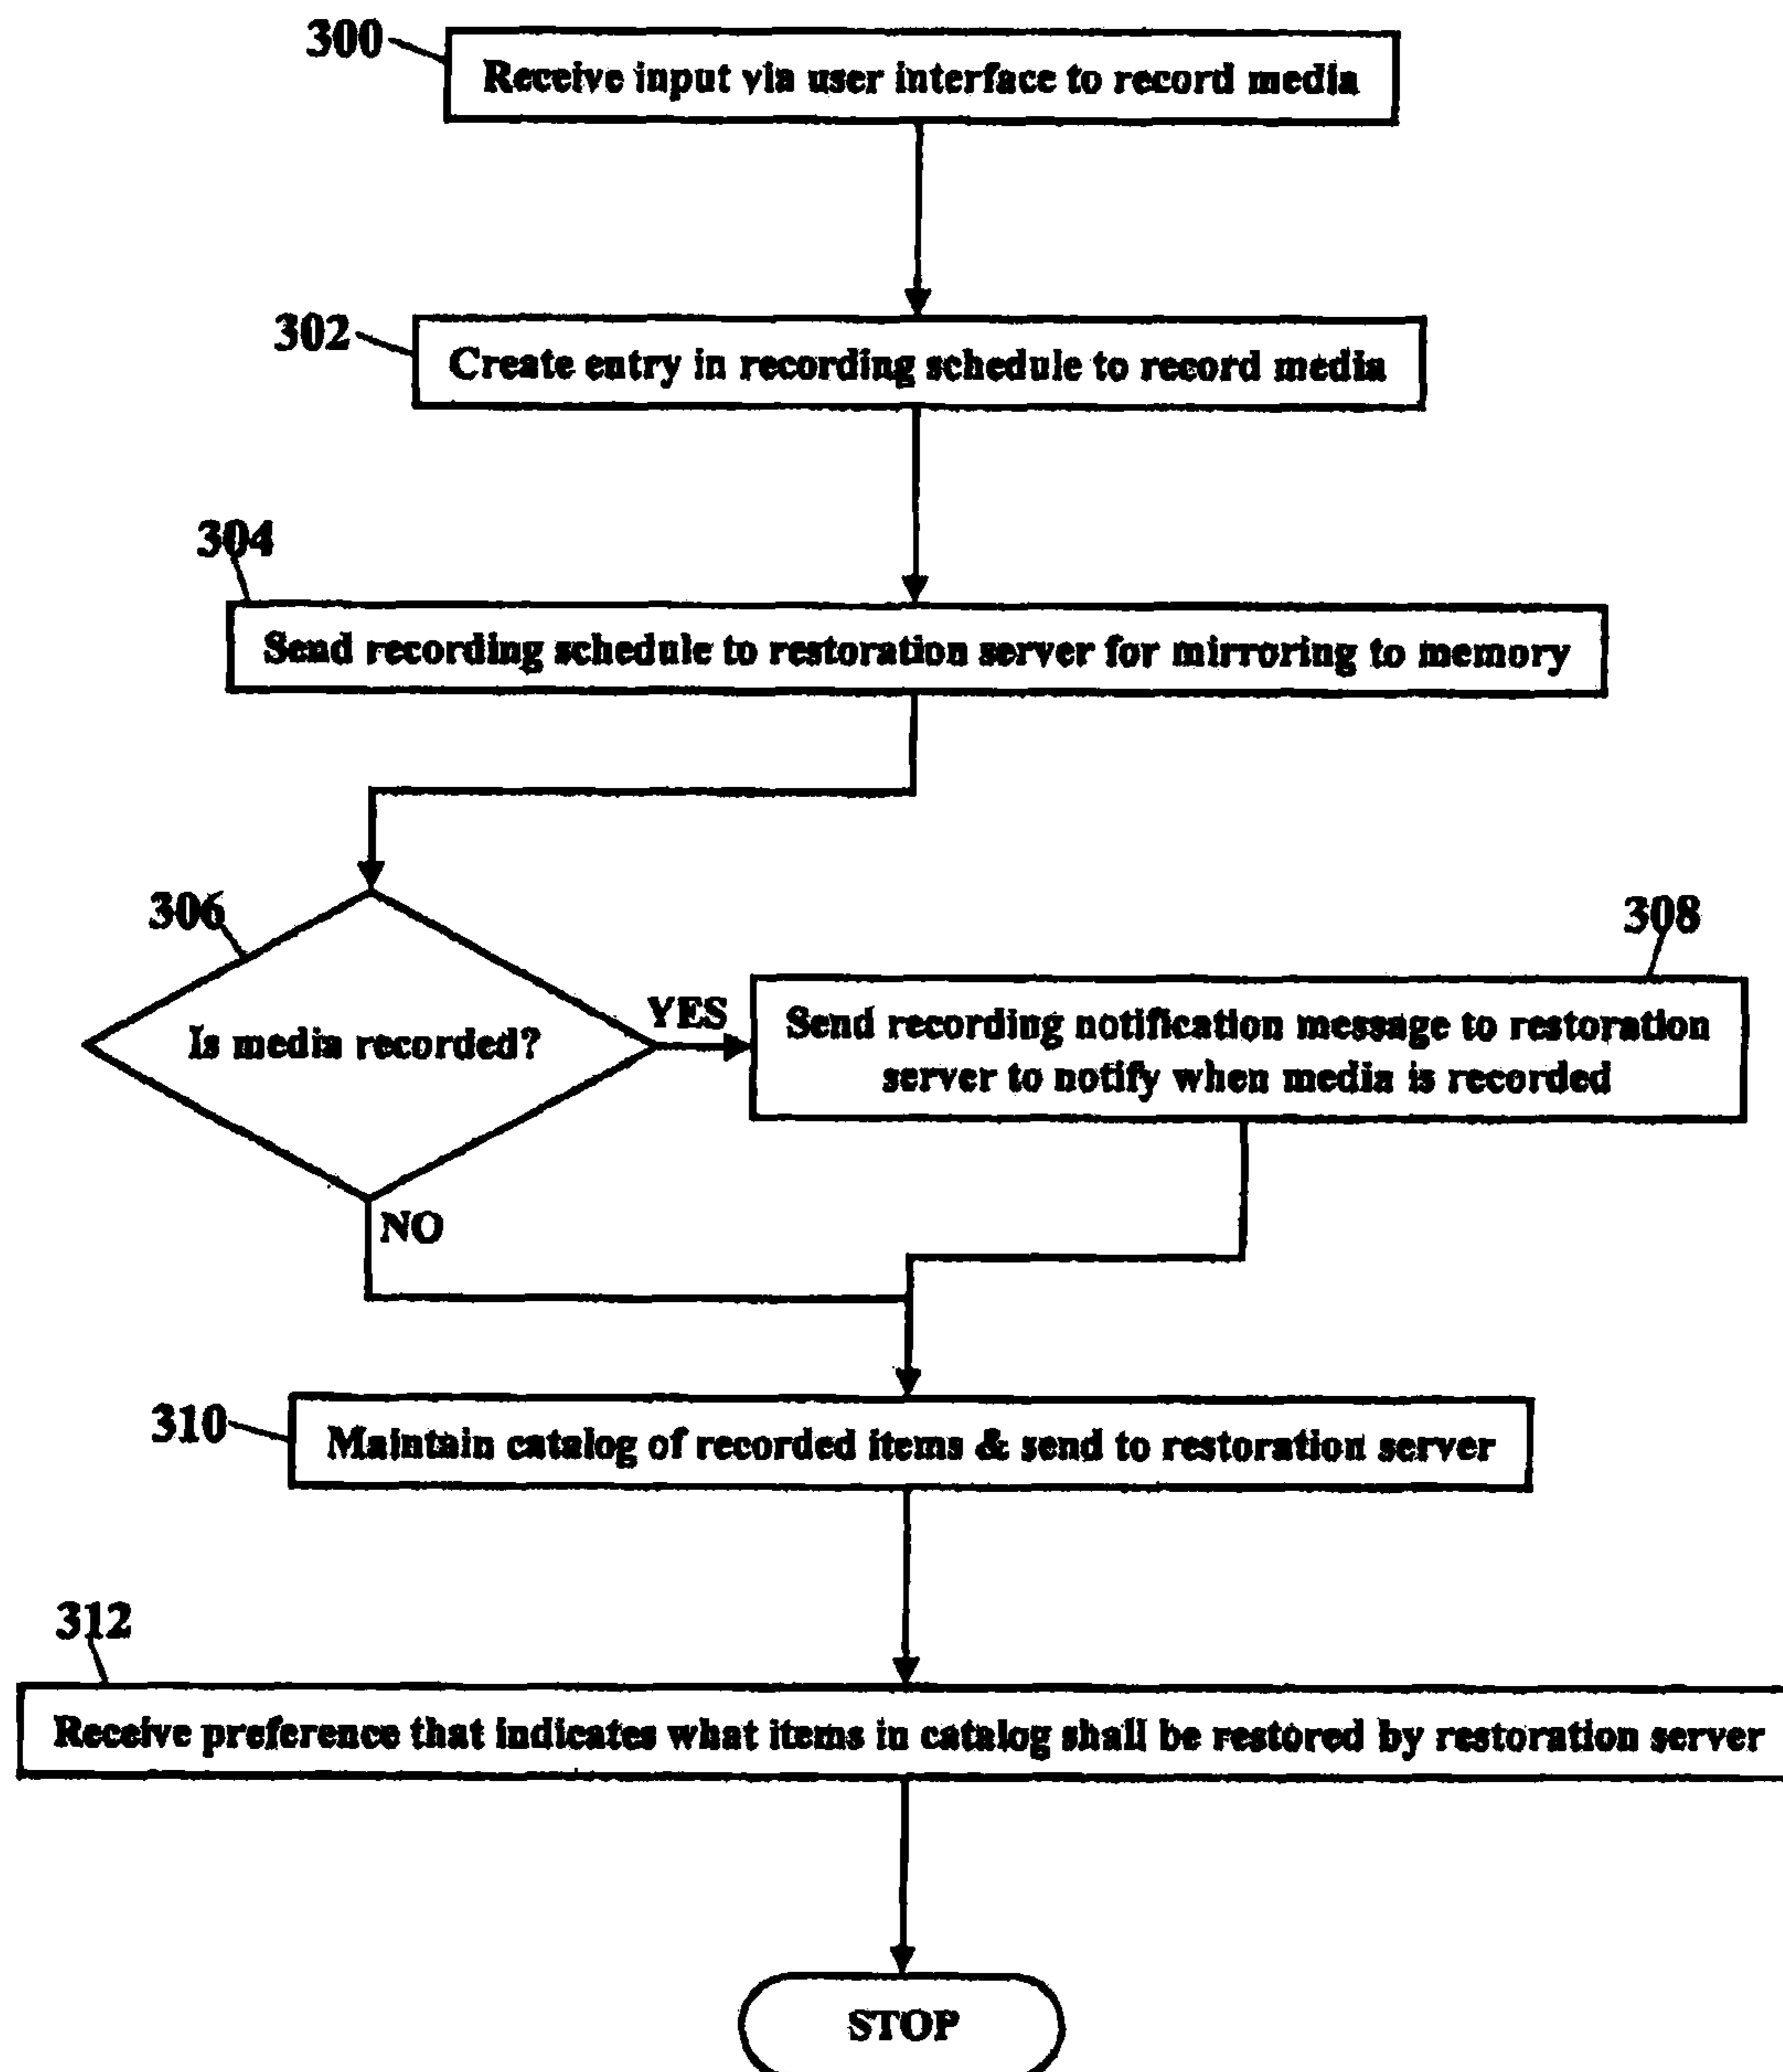 300
Receive input via user interface to record media
302
Create entry in recording schedule to record media
304
Send recording schedule to restoration server for mirroring to memory
306
Is media recorded?
YES
308
Send recording notification message to restoration
server to notify when media is recorded
NO
310
Maintain catalog of recorded items & send to restoration server
312
Receive preference that indicates what items in catalog shall be restored by restoration server
STOP